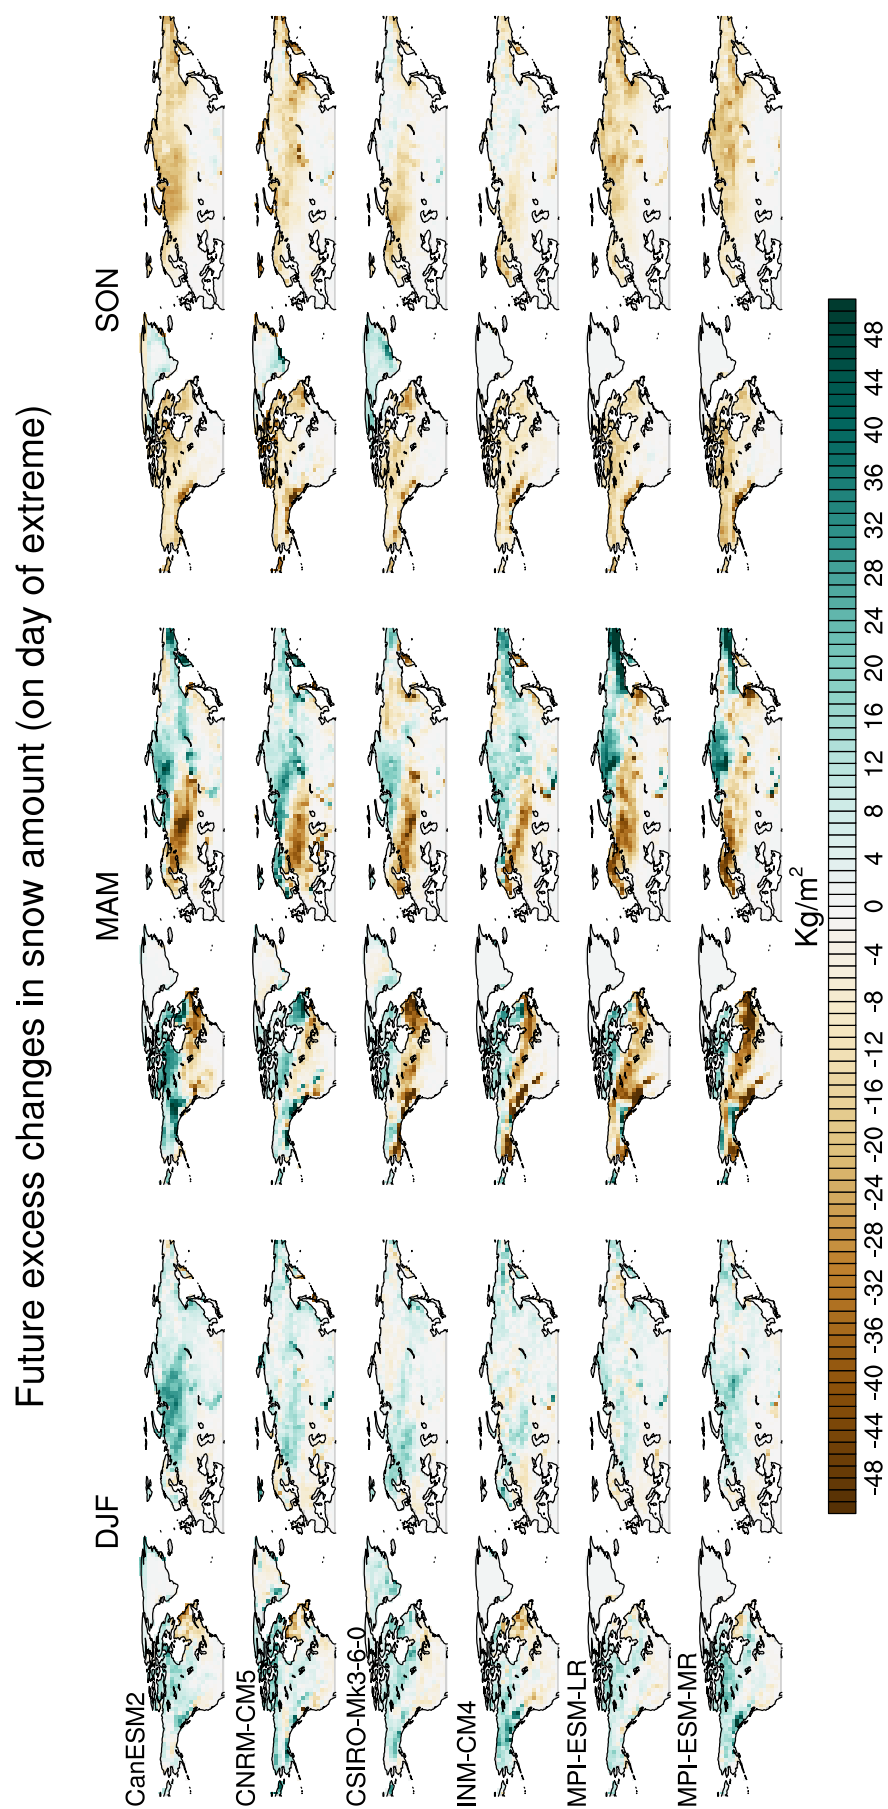 Future excess changes in snow amount (on day of extreme)
DJF MAM SON
CanESM2
CNRM-CM5
CSIRO-Mk3-6-0
INM-CM4
MPI-ESM-LR
MPI-ESM-MR
Kg/m²
-48 -44 -40 -36 -32 -28 -24 -20 -16 -12 -8 -4 0 4 8 12 16 20 24 28 32 36 40 44 48